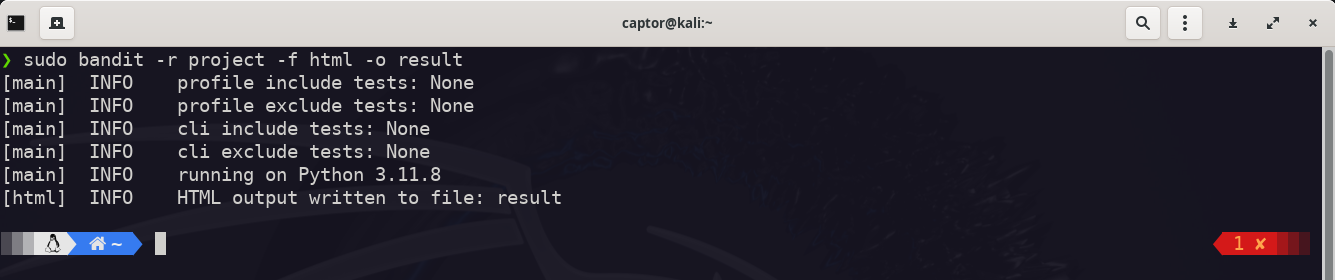 captor@kali:~
❯ sudo bandit -r project -f html -o result
[main]  INFO    profile include tests: None
[main]  INFO    profile exclude tests: None
[main]  INFO    cli include tests: None
[main]  INFO    cli exclude tests: None
[main]  INFO    running on Python 3.11.8
[html]  INFO    HTML output written to file: result
~ 1 ✘